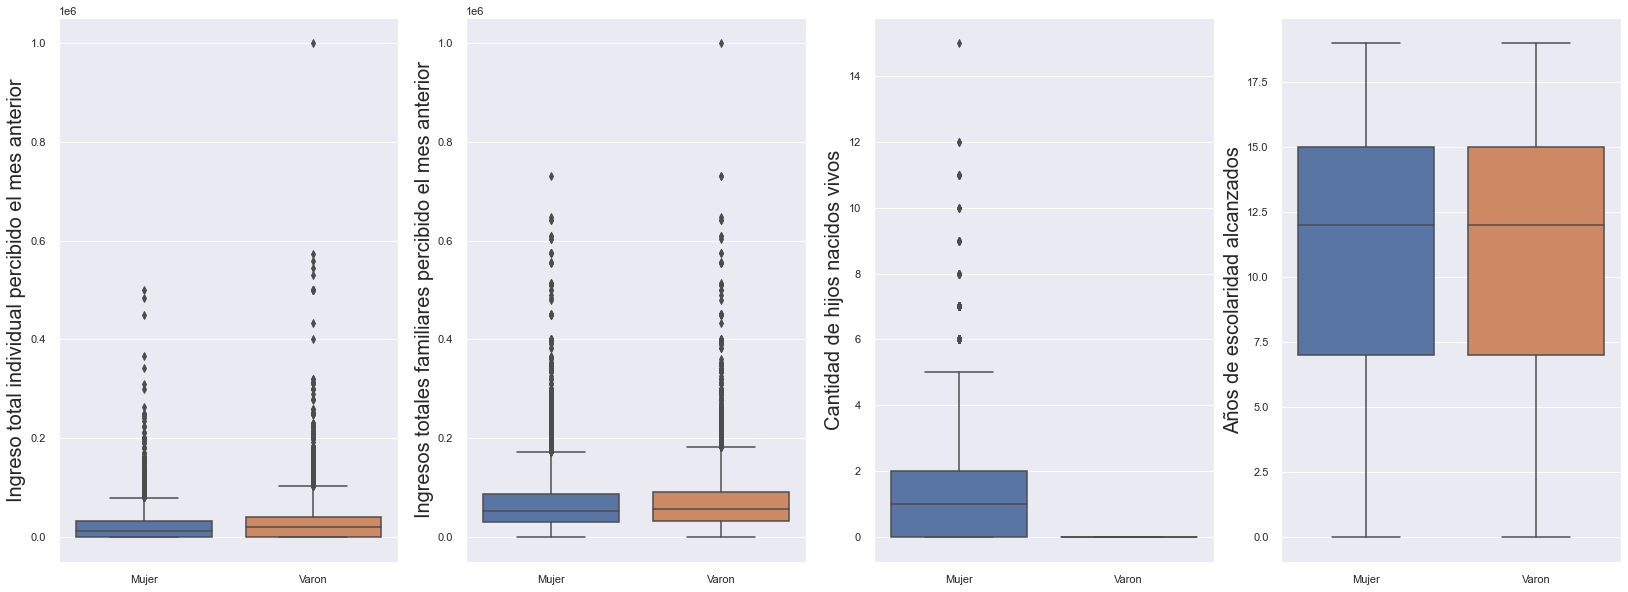 1e6
1.0
0.8
0.6
0.4
0.2
0.0
Ingreso total individual percibido el mes anterior
Mujer
Varon
1e6
1.0
0.8
0.6
0.4
0.2
0.0
Ingresos totales familiares percibido el mes anterior
Mujer
Varon
14
12
10
8
6
4
2
0
Cantidad de hijos nacidos vivos
Mujer
Varon
17.5
15.0
12.5
10.0
7.5
5.0
2.5
0.0
Años de escolaridad alcanzados
Mujer
Varon